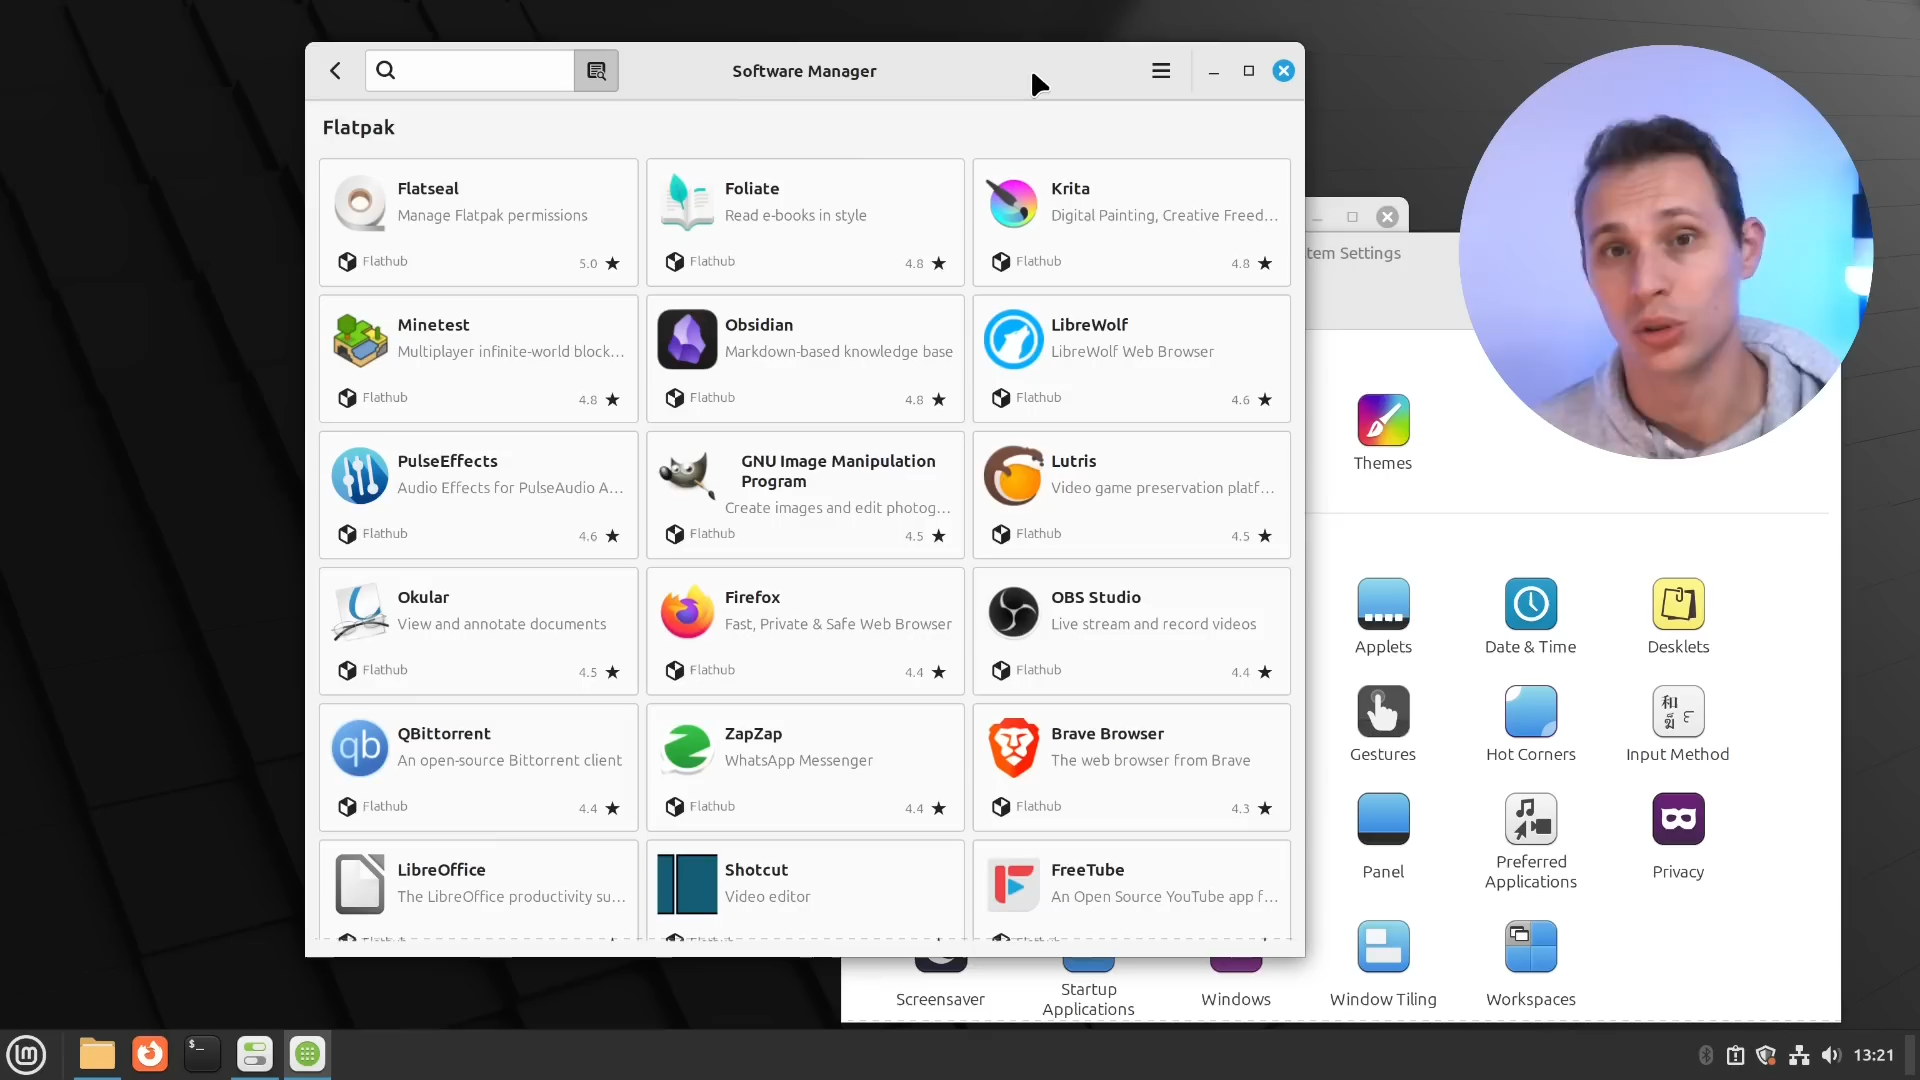 Software Manager
Flatpak
Flatseal
Manage Flatpak permissions
Flathub
5.0 ★
Foliate
Read e-books in style
Flathub
4.8 ★
Krita
Digital Painting, Creative Freed…
Flathub
4.8 ★
Minetest
Multiplayer infinite-world block…
Flathub
4.8 ★
Obsidian
Markdown-based knowledge base
Flathub
4.8 ★
LibreWolf
LibreWolf Web Browser
Flathub
4.6 ★
PulseEffects
Audio Effects for PulseAudio A…
Flathub
4.6 ★
GNU Image Manipulation
Program
Create images and edit photog…
Flathub
4.5 ★
Lutris
Video game preservation platf…
Flathub
4.5 ★
Okular
View and annotate documents
Flathub
4.5 ★
Firefox
Fast, Private & Safe Web Browser
Flathub
4.4 ★
OBS Studio
Live stream and record videos
Flathub
4.4 ★
QBittorrent
An open-source Bittorrent client
Flathub
4.4 ★
ZapZap
WhatsApp Messenger
Flathub
4.4 ★
Brave Browser
The web browser from Brave
Flathub
4.3 ★
LibreOffice
The LibreOffice productivity su…
Shotcut
Video editor
FreeTube
An Open Source YouTube app f…
tem Settings
Themes
Applets
Date & Time
Desklets
Gestures
Hot Corners
Input Method
Panel
Preferred
Applications
Privacy
Screensaver
Startup
Applications
Windows
Window Tiling
Workspaces
qb
$_
13:21